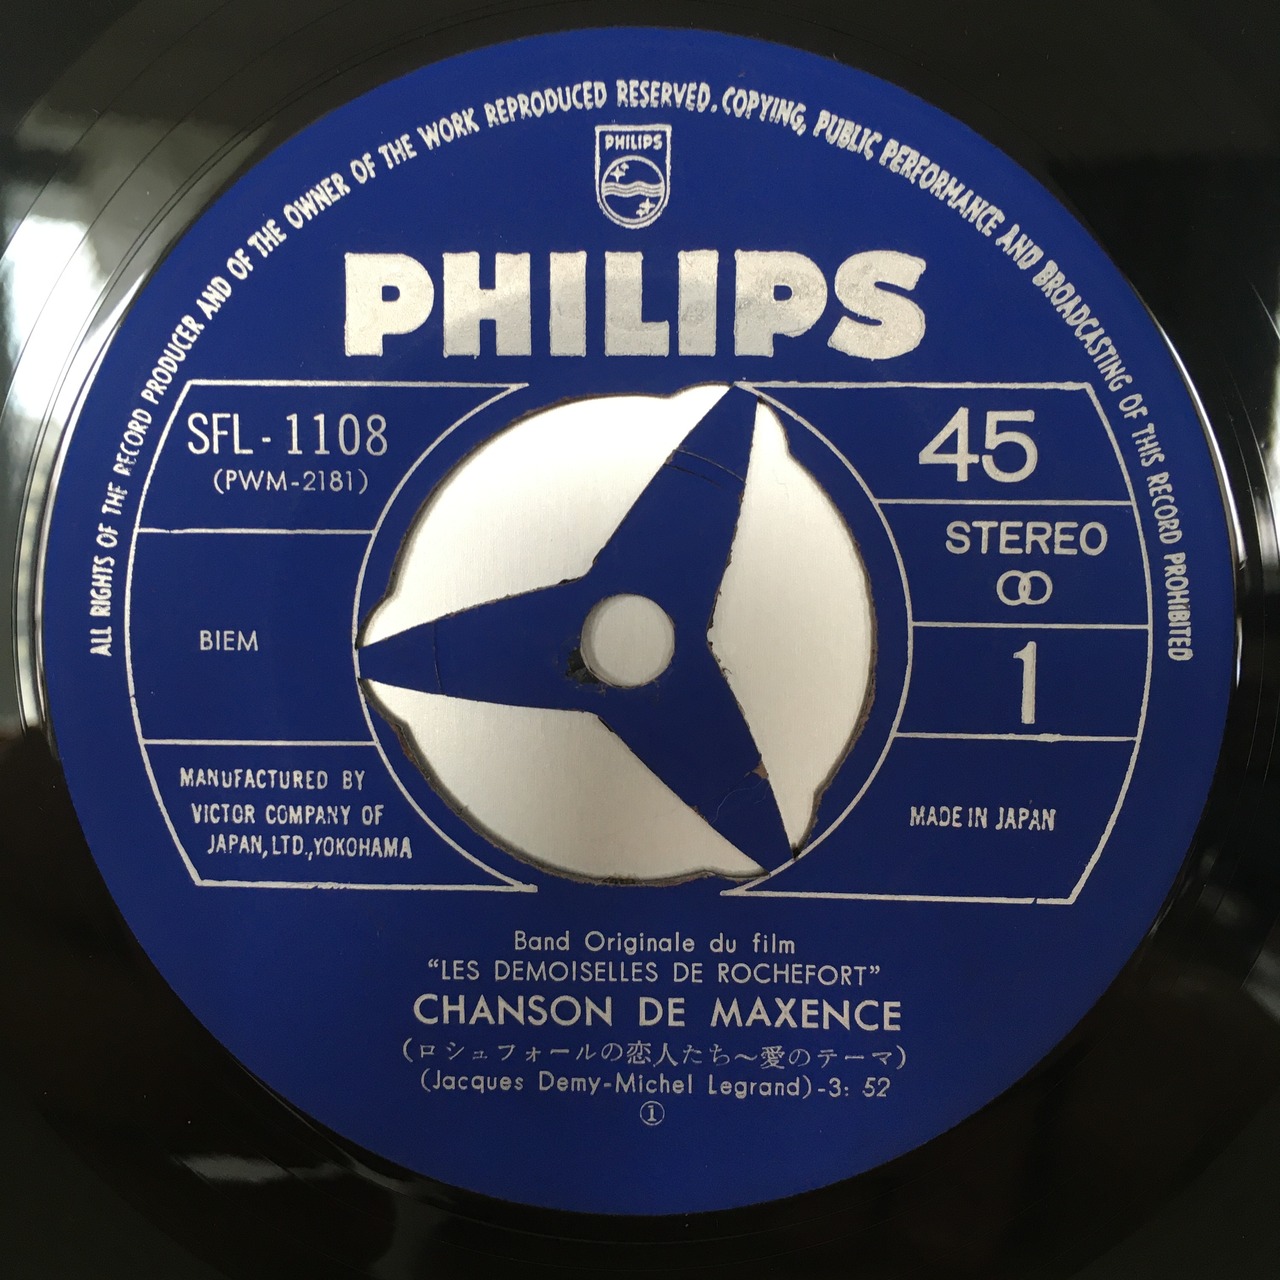 ALL RIGHTS OF THE RECORD PRODUCER AND OF THE OWNER OF THE WORK REPRODUCED RESERVED. COPYING, PUBLIC PERFORMANCE AND BROADCASTING OF THIS RECORD PROHIBITED
PHILIPS
PHILIPS
SFL-1108
(PWM-2181)
45
STEREO
BIEM
1
MANUFACTURED BY
VICTOR COMPANY OF
JAPAN, LTD., YOKOHAMA
MADE IN JAPAN
Band Originale du film
"LES DEMOISELLES DE ROCHEFORT"
CHANSON DE MAXENCE
(ロシュフォールの恋人たち〜愛のテーマ)
(Jacques Demy-Michel Legrand)-3: 52
①